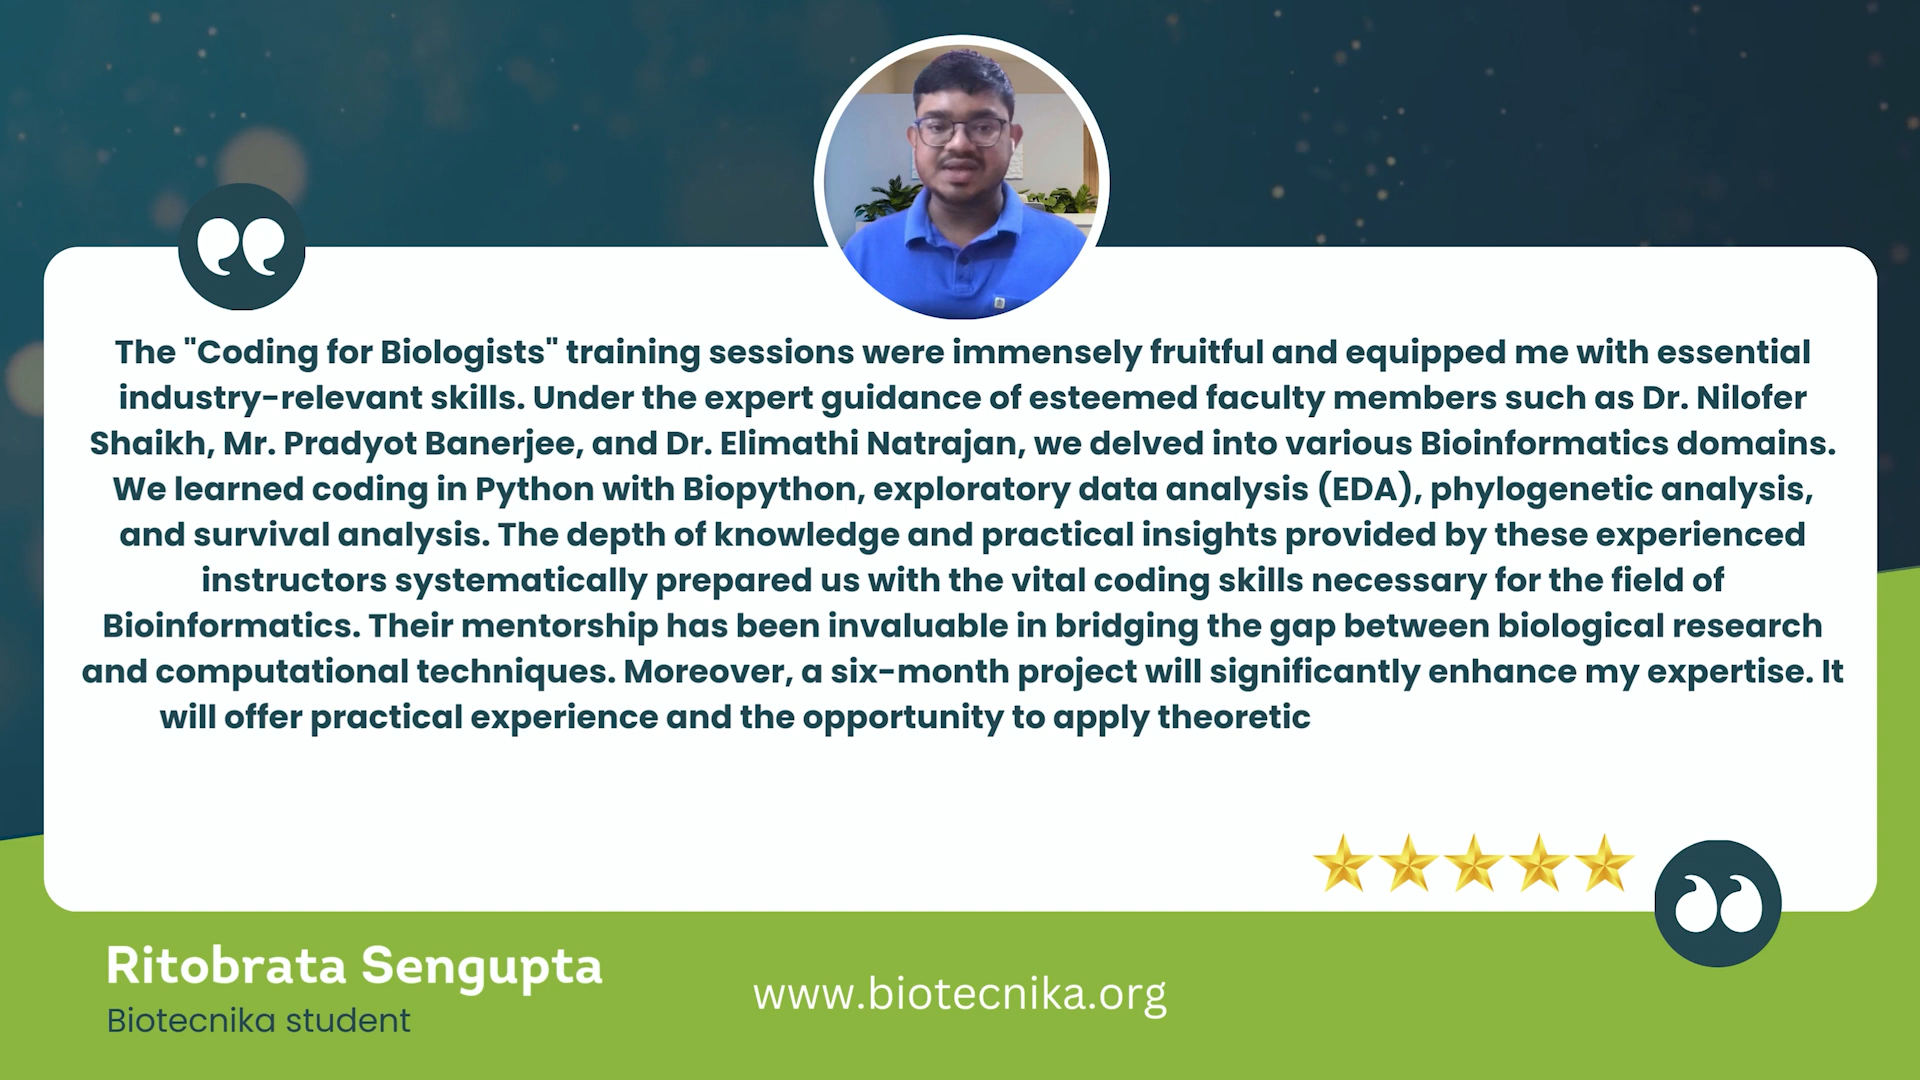 The "Coding for Biologists" training sessions were immensely fruitful and equipped me with essential
industry-relevant skills. Under the expert guidance of esteemed faculty members such as Dr. Nilofer
Shaikh, Mr. Pradyot Banerjee, and Dr. Elimathi Natrajan, we delved into various Bioinformatics domains.
We learned coding in Python with Biopython, exploratory data analysis (EDA), phylogenetic analysis,
and survival analysis. The depth of knowledge and practical insights provided by these experienced
instructors systematically prepared us with the vital coding skills necessary for the field of
Bioinformatics. Their mentorship has been invaluable in bridging the gap between biological research
and computational techniques. Moreover, a six-month project will significantly enhance my expertise. It
will offer practical experience and the opportunity to apply theoretic
Ritobrata Sengupta
Biotecnika student
www.biotecnika.org